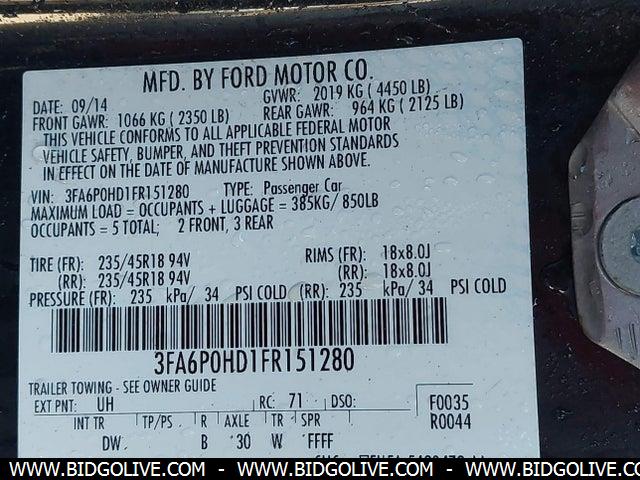 MFD. BY FORD MOTOR CO.
DATE: 09/14 GVWR: 2019 KG ( 4450 LB)
FRONT GAWR: 1066 KG ( 2350 LB) REAR GAWR: 964 KG ( 2125 LB)
THIS VEHICLE CONFORMS TO ALL APPLICABLE FEDERAL MOTOR
VEHICLE SAFETY, BUMPER, AND THEFT PREVENTION STANDARDS
IN EFFECT ON THE DATE OF MANUFACTURE SHOWN ABOVE.
VIN: 3FA6P0HD1FR151280 TYPE: Passenger Car
MAXIMUM LOAD = OCCUPANTS + LUGGAGE = 385KG/ 850LB
OCCUPANTS = 5 TOTAL; 2 FRONT, 3 REAR
TIRE (FR): 235/45R18 94V RIMS (FR): 18x8.0J
(RR): 235/45R18 94V (RR): 18x8.0J
PRESSURE (FR): 235 kPa/ 34 PSI COLD (RR): 235 kPa/ 34 PSI COLD
3FA6P0HD1FR151280
TRAILER TOWING - SEE OWNER GUIDE
EXT PNT: UH RC: 71 DSO: F0035
R0044
INT TR TP/PS R AXLE TR SPR
DW B 30 W FFFF
WWW.BIDGOLIVE.COM - WWW.BIDGOLIVE.COM - WWW.BIDGOLIVE.COM